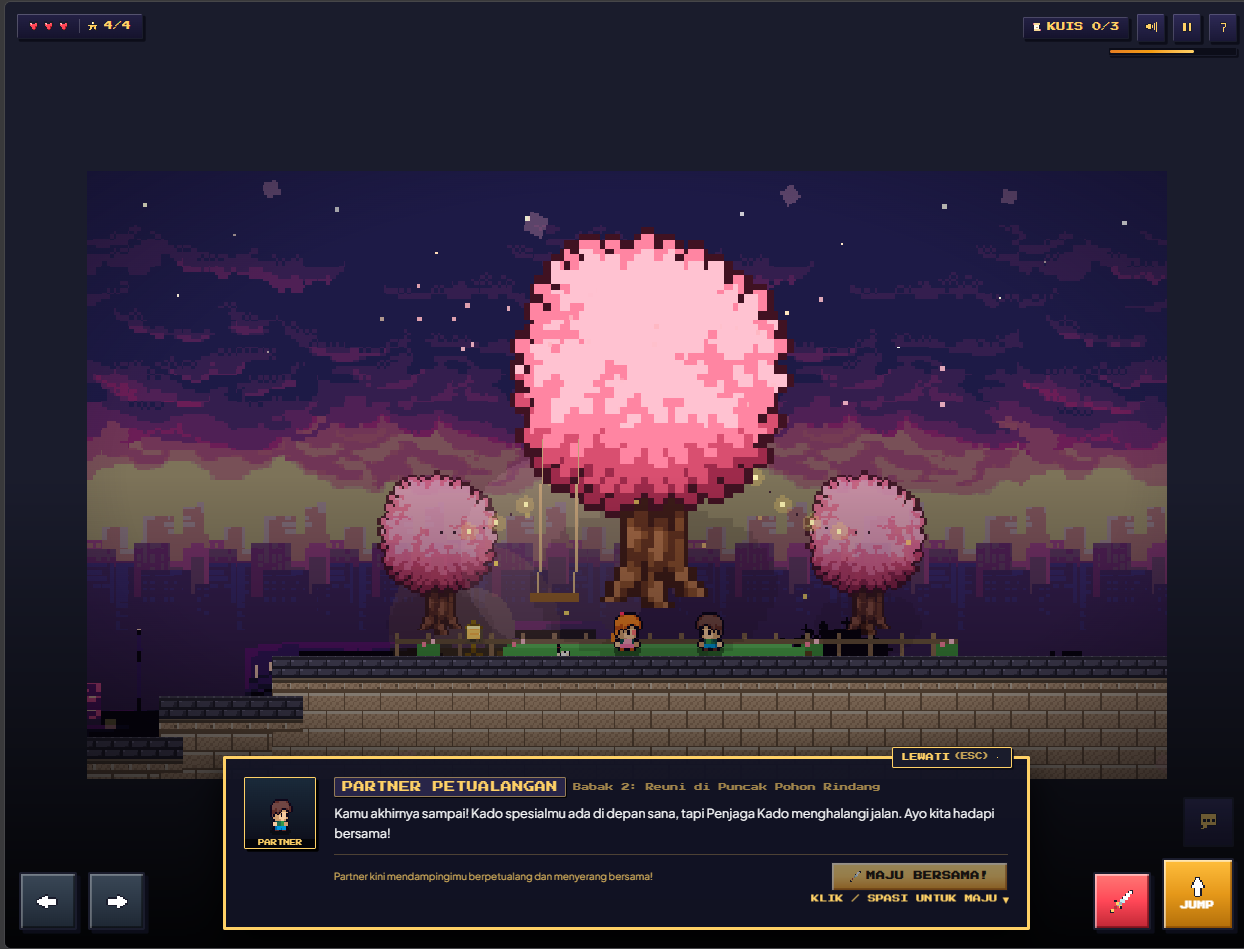 4/4
KUIS 0/3
?
LEWATI (ESC)
PARTNER PETUALANGAN Babak 2: Reuni di Puncak Pohon Rindang
Kamu akhirnya sampai! Kado spesialmu ada di depan sana, tapi Penjaga Kado menghalangi jalan. Ayo kita hadapi
bersama!
PARTNER
Partner kini mendampingimu berpetualang dan menyerang bersama!
MAJU BERSAMA!
KLIK / SPASI UNTUK MAJU ▼
JUMP